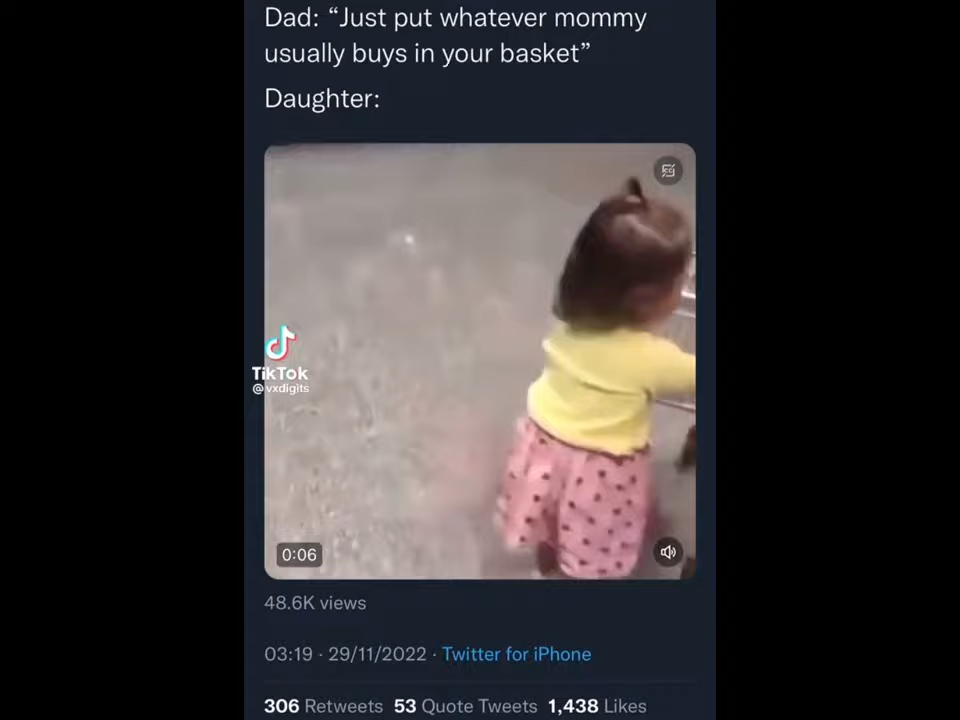 Dad: “Just put whatever mommy
usually buys in your basket”
Daughter:
TikTok
@vxdigits
0:06
48.6K views
03:19 · 29/11/2022 · Twitter for iPhone
306 Retweets 53 Quote Tweets 1,438 Likes